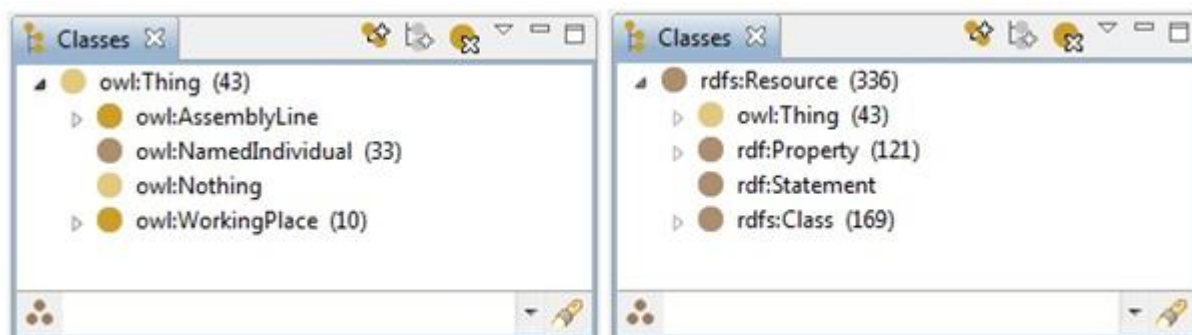 Classes
owl:Thing (43)
owl:AssemblyLine
owl:NamedIndividual (33)
owl:Nothing
owl:WorkingPlace (10)
Classes
rdfs:Resource (336)
owl:Thing (43)
rdf:Property (121)
rdf:Statement
rdfs:Class (169)